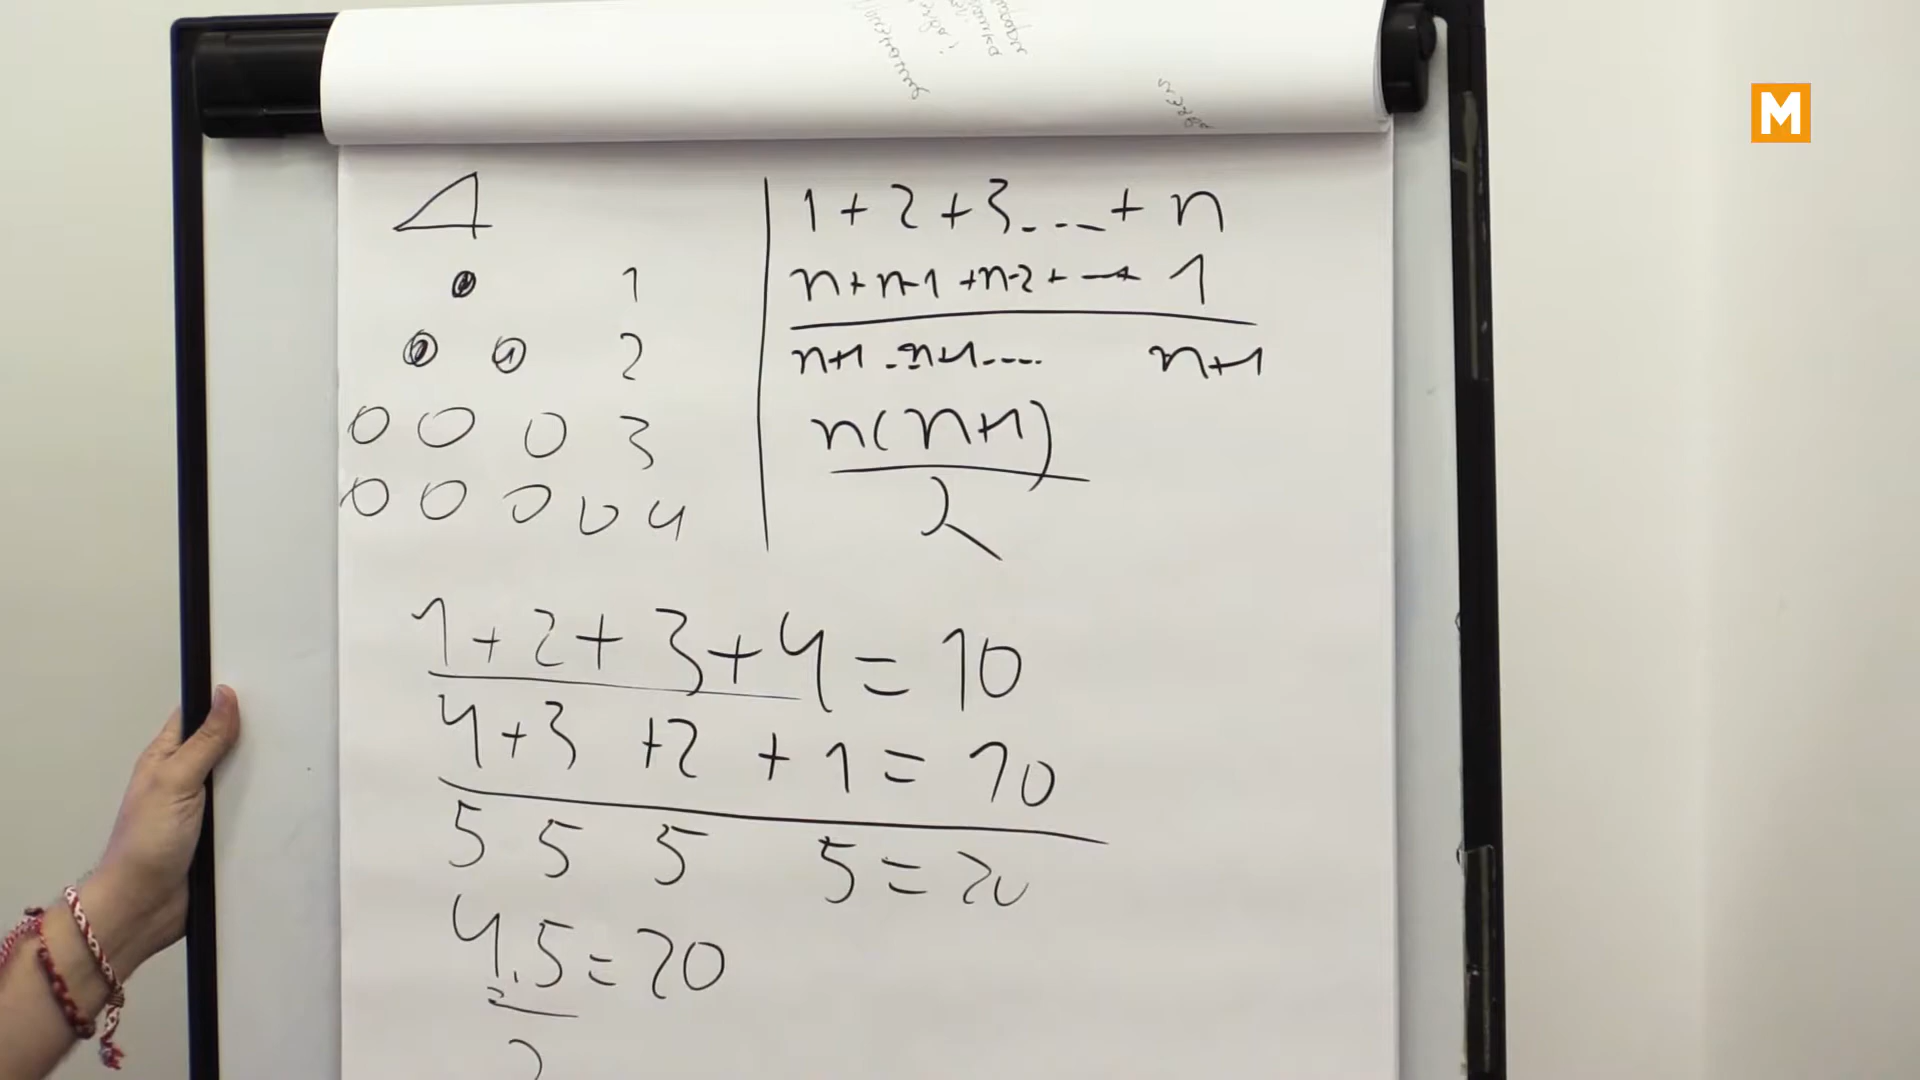 M
1
2
3
4
1+2+3...+n
n+n-1+n-2+...+1
n+1 n+1.... n+1
n(n+1)
2
1+2+3+4=10
4+3+2+1=10
5 5 5 5=20
4.5=20
2